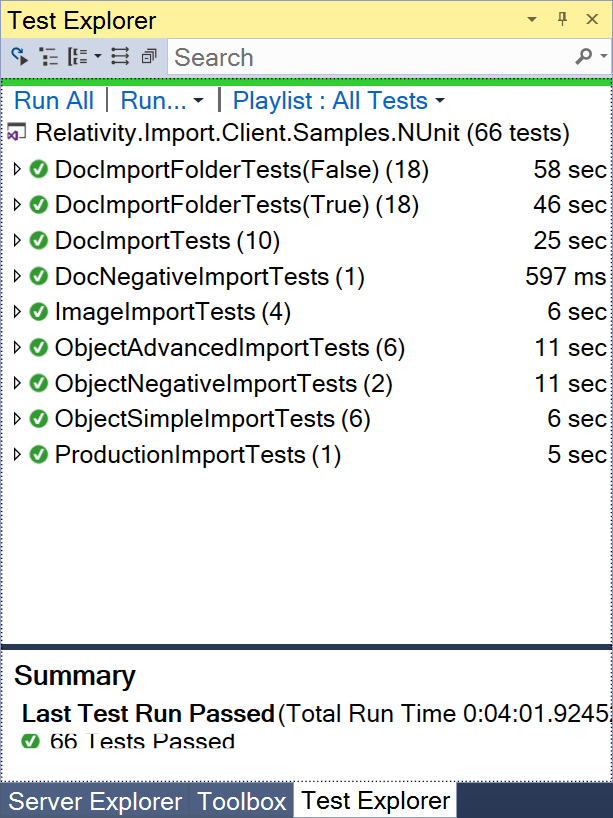 Test Explorer
Search
Run All | Run... | Playlist : All Tests
Relativity.Import.Client.Samples.NUnit (66 tests)
DocImportFolderTests(False) (18) 58 sec
DocImportFolderTests(True) (18) 46 sec
DocImportTests (10) 25 sec
DocNegativeImportTests (1) 597 ms
ImageImportTests (4) 6 sec
ObjectAdvancedImportTests (6) 11 sec
ObjectNegativeImportTests (2) 11 sec
ObjectSimpleImportTests (6) 6 sec
ProductionImportTests (1) 5 sec
Summary
Last Test Run Passed (Total Run Time 0:04:01.9245
66 Tests Passed
Server Explorer Toolbox Test Explorer